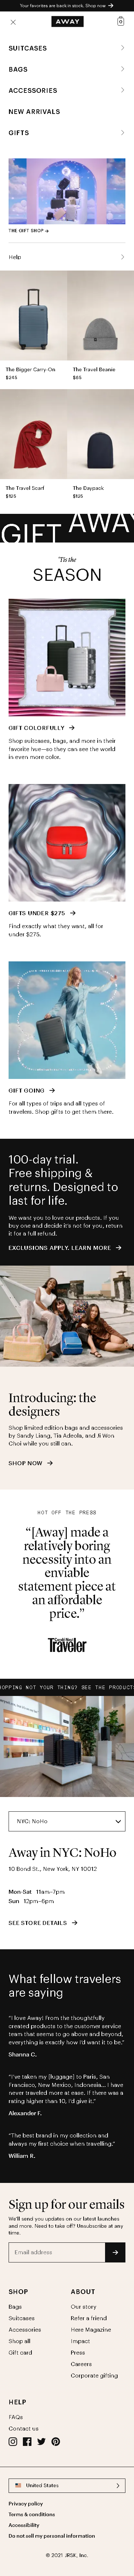 Your favorites are back in stock. Shop now →
AWAY
0
SUITCASES
BAGS
ACCESSORIES
NEW ARRIVALS
GIFTS
THE GIFT SHOP →
Help
The Bigger Carry-On
$245
The Travel Beanie
$65
The Travel Scarf
$125
The Daypack
$125
GIFT AWAY
'Tis the
SEASON
GIFT COLORFULLY →
Shop suitcases, bags, and more in their
favorite hue—so they can see the world
in even more color.
GIFTS UNDER $275 →
Find exactly what they want, all for
under $275.
GIFT GOING →
For all types of trips and all types of
travelers. Shop gifts to get them there.
100-day trial.
Free shipping &
returns. Designed to
last for life.
We want you to love our products. If you
buy one and decide it's not for you, return
it for a full refund.
EXCLUSIONS APPLY. LEARN MORE →
Introducing: the
designers
Shop limited edition bags and accessories
by Sandy Liang, Tia Adeola, and Ji Won
Choi while you still can.
SHOP NOW →
HOT OFF THE PRESS
“[Away] made a
relatively boring
necessity into an
enviable
statement piece at
an affordable
price.”
Traveler
OPPING NOT YOUR THING? SEE THE PRODUCT
NYC: NoHo
Away in NYC: NoHo
10 Bond St., New York, NY 10012
Mon-Sat 11am–7pm
Sun 12pm–6pm
SEE STORE DETAILS →
What fellow travelers
are saying
“I love Away! From the thoughtfully
created products to the customer service
team that seems to go above and beyond,
everything is exactly how I'd want it to be.”
Shanna C.
“I've taken my [luggage] to Paris, San
Francisco, New Mexico, Indonesia... I have
never traveled more at ease. If there was a
rating higher than 10, I'd give it.”
Alexander F.
“The best brand in my collection and
always my first choice when travelling.”
William R.
Sign up for our emails
We'll send you updates on our latest launches
and more. Need to take off? Unsubscribe at any
time.
Email address
→
SHOP
Bags
Suitcases
Accessories
Shop all
Gift card
ABOUT
Our story
Refer a friend
Here Magazine
Impact
Press
Careers
Corporate gifting
HELP
FAQs
Contact us
United States
Privacy policy
Terms & conditions
Accessibility
Do not sell my personal information
© 2021 JRSK, Inc.